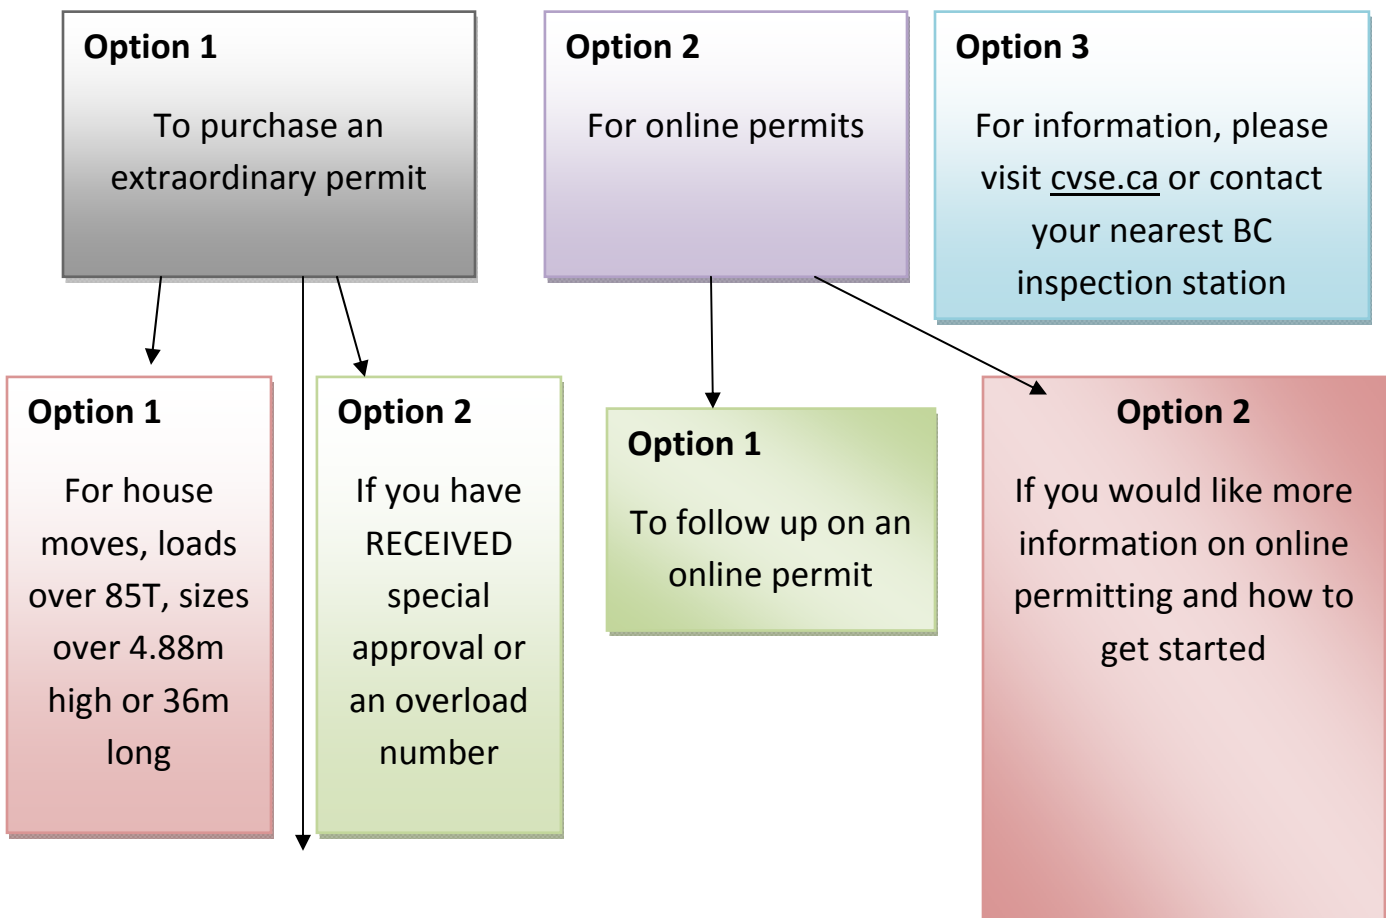 Option 1
To purchase an
extraordinary permit
Option 2
For online permits
Option 3
For information, please
visit cvse.ca or contact
your nearest BC
inspection station
Option 1
For house
moves, loads
over 85T, sizes
over 4.88m
high or 36m
long
Option 2
If you have
RECEIVED
special
approval or
an overload
number
Option 1
To follow up on an
online permit
Option 2
If you would like more
information on online
permitting and how to
get started